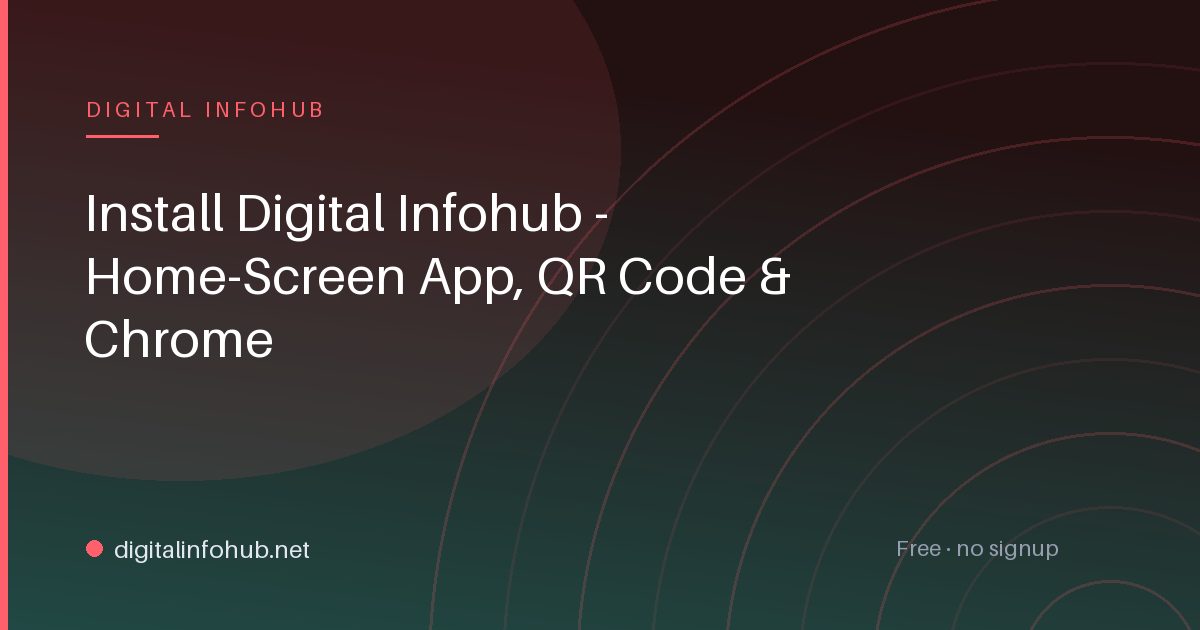 DIGITAL INFOHUB
Install Digital Infohub -
Home-Screen App, QR Code &
Chrome
digitalinfohub.net
Free · no signup